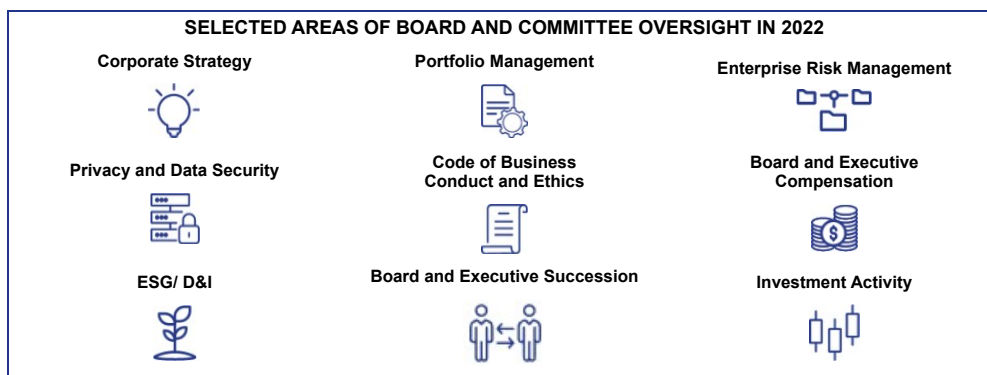 SELECTED AREAS OF BOARD AND COMMITTEE OVERSIGHT IN 2022
Corporate Strategy
Portfolio Management
Enterprise Risk Management
Privacy and Data Security
Code of Business
Conduct and Ethics
Board and Executive
Compensation
$
ESG/ D&I
Board and Executive Succession
Investment Activity